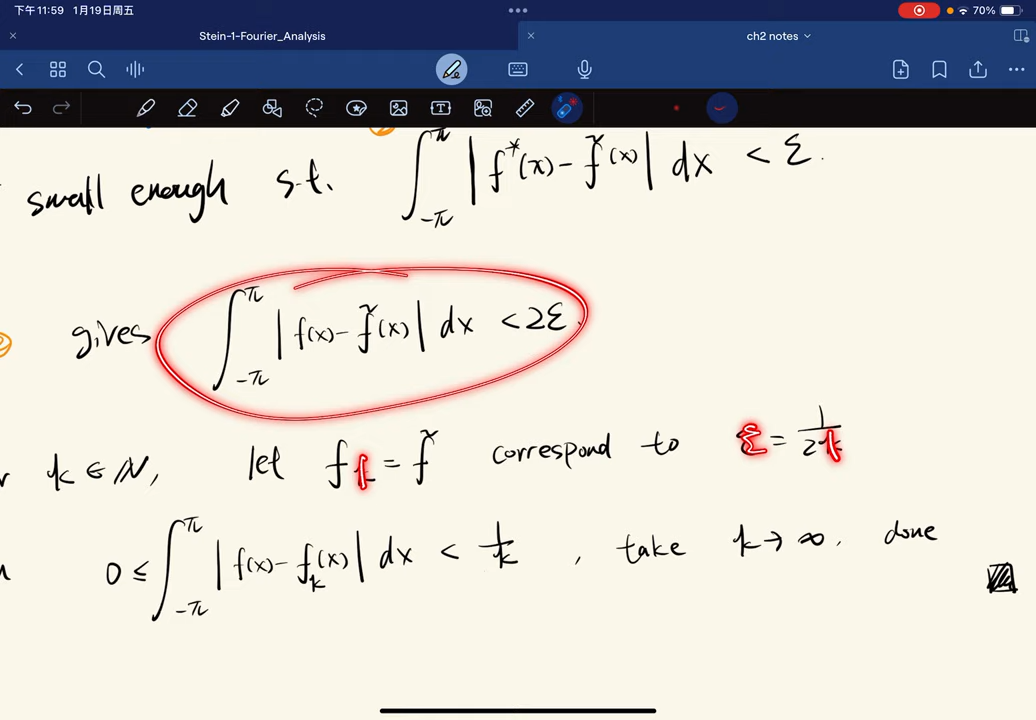 下午11:59 1月19日周五
70%
Stein-1-Fourier_Analysis
ch2 notes
small enough s.t. ∫_{-π}^{π} | f*(x) - f̃(x) | dx < ε.
gives ∫_{-π}^{π} | f(x) - f̃(x) | dx < 2ε.
k ∈ ℕ, let f_k = f̃ correspond to ε = 1/2k
0 ≤ ∫_{-π}^{π} | f(x) - f_k(x) | dx < 1/k , take k → ∞, done